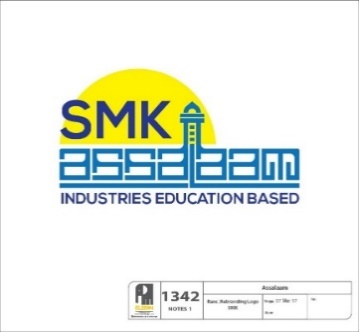 SMK
assalaam
INDUSTRIES EDUCATION BASED
Assalaam
1342
NOTES 1